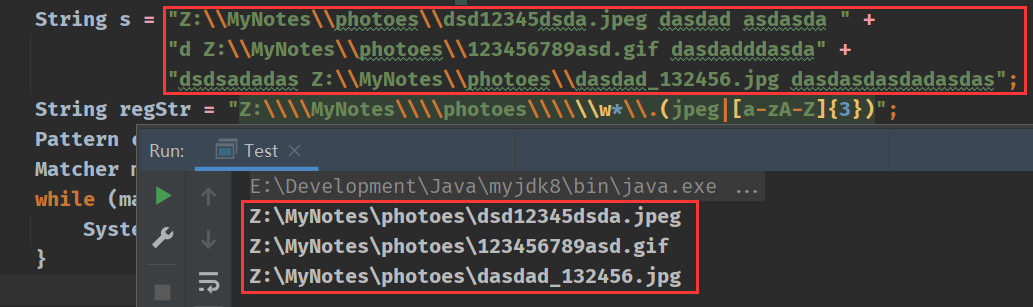 String s = "Z:\\MyNotes\\photoes\\dsd12345dsda.jpeg dasdad asdasda " +
"d Z:\\MyNotes\\photoes\\123456789asd.gif dasdadddasda" +
"dsdsadadas Z:\\MyNotes\\photoes\\dasdad_132456.jpg dasdasdasdadasdas";
String regStr = "Z:\\\\MyNotes\\\\photoes\\\\\\w*\\.(jpeg|[a-zA-Z]{3})";
Pattern
Matcher
while (ma
Syste
}
Run: Test
E:\Development\Java\myjdk8\bin\java.exe ...
Z:\MyNotes\photoes\dsd12345dsda.jpeg
Z:\MyNotes\photoes\123456789asd.gif
Z:\MyNotes\photoes\dasdad_132456.jpg